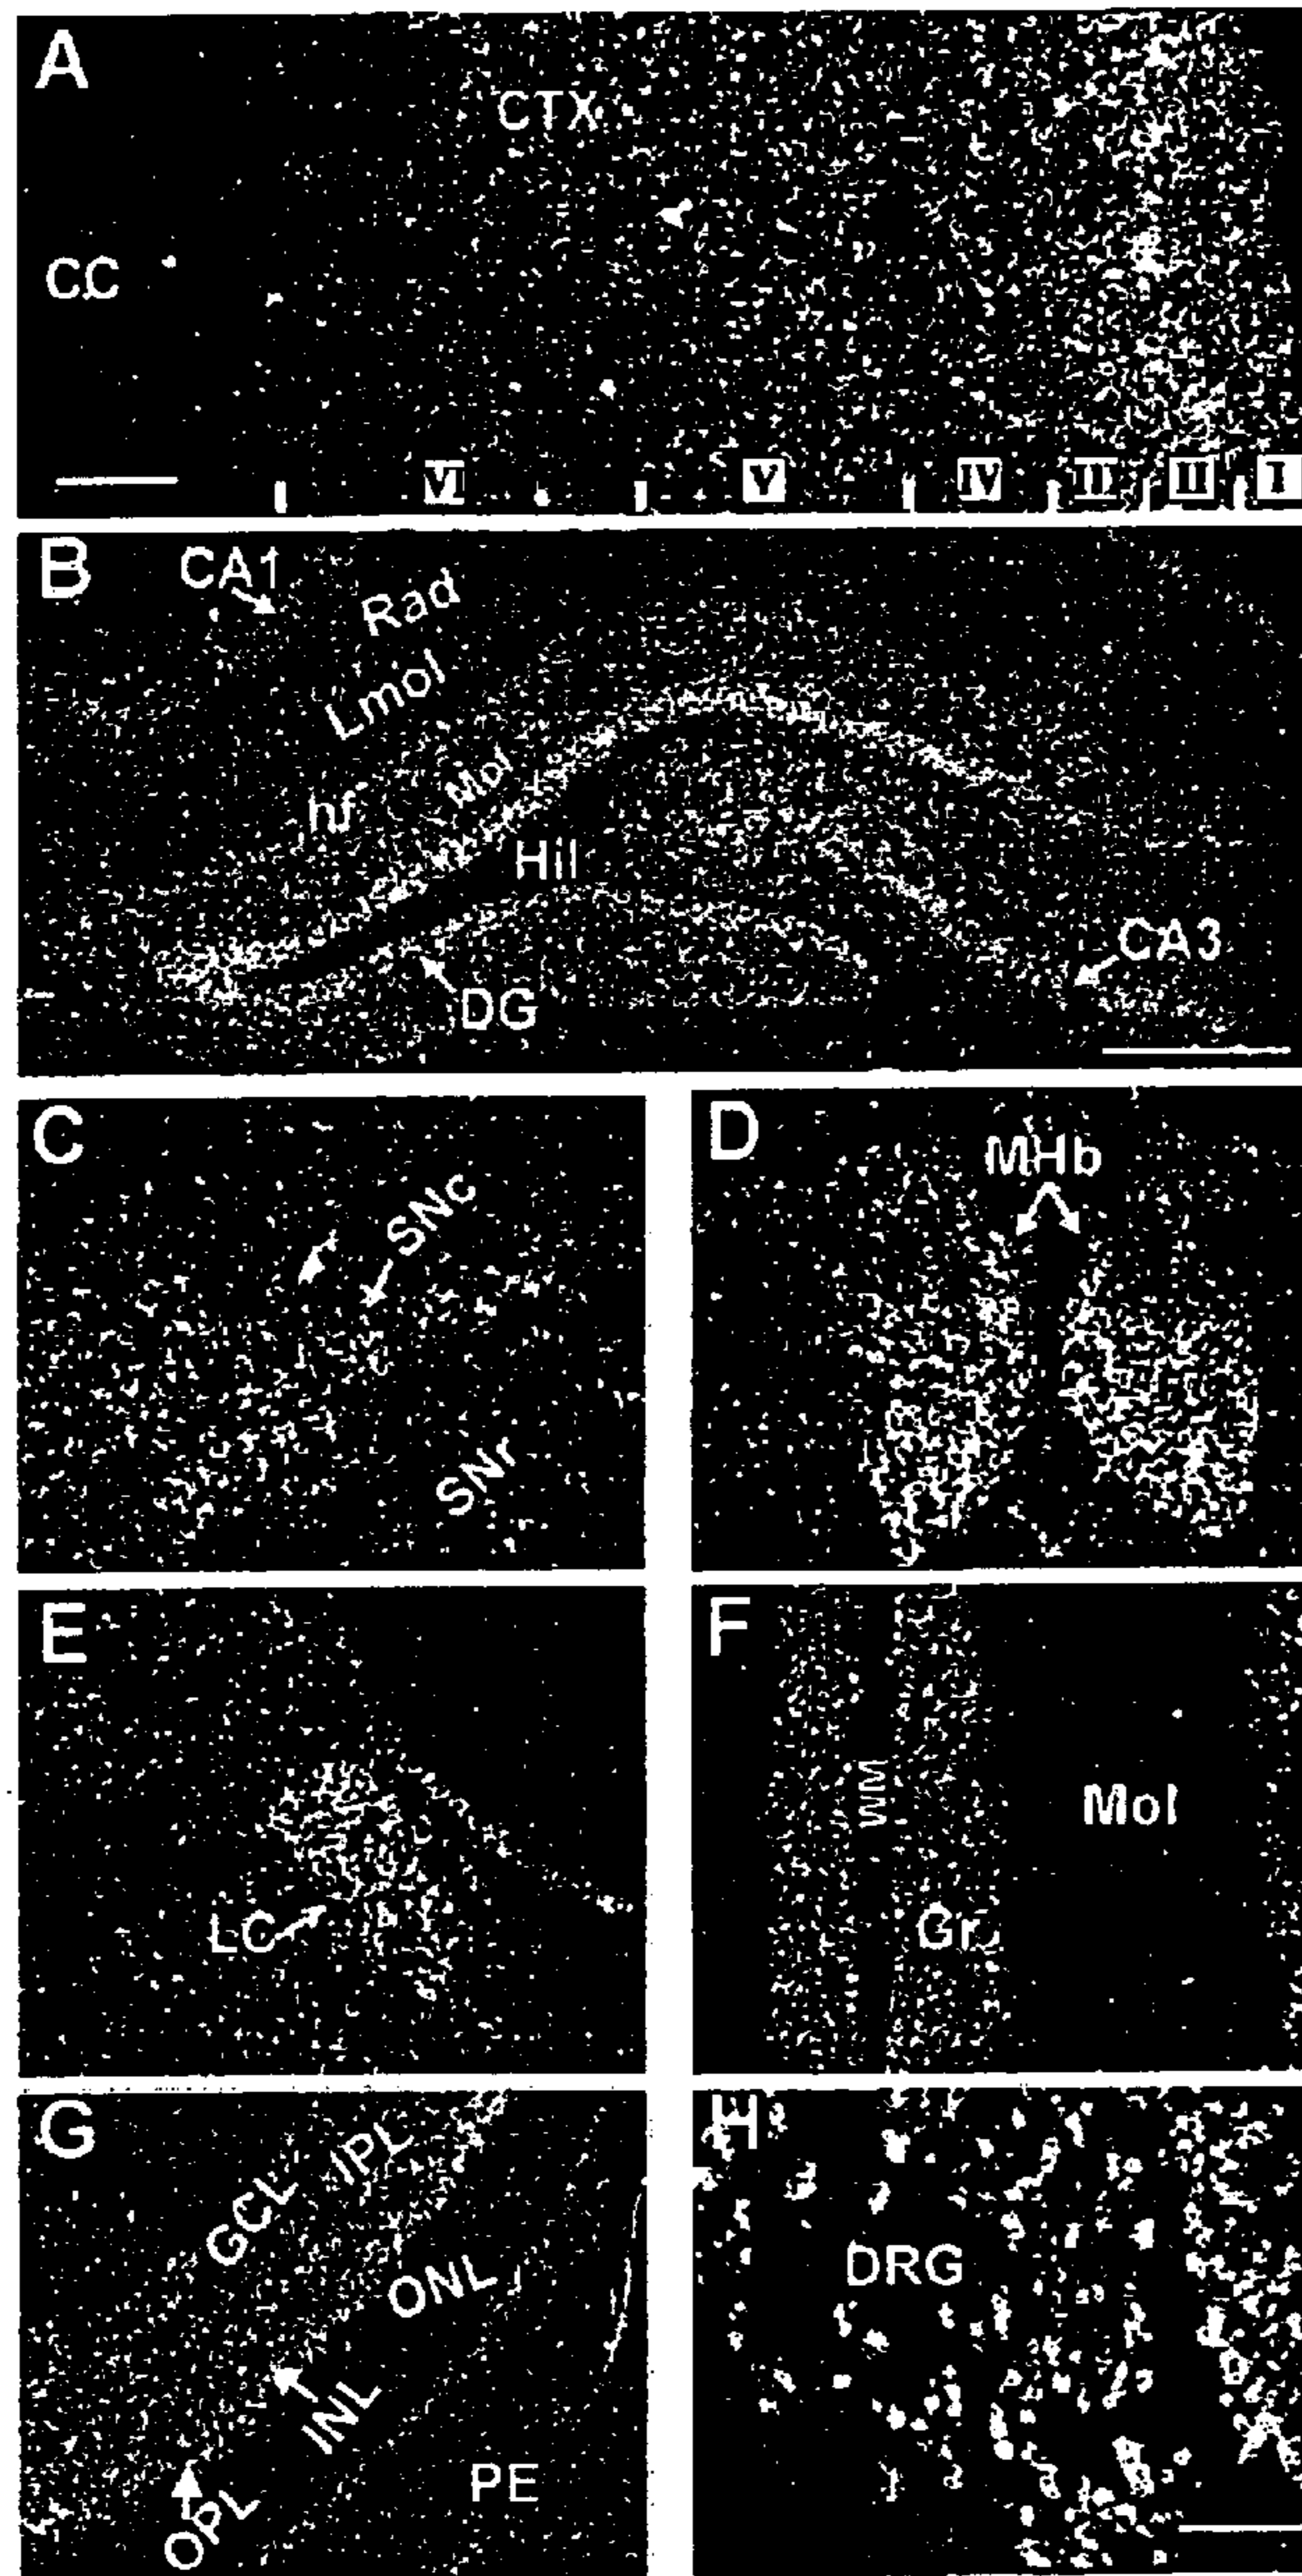 A
CTX
CC
VI V IV III II I
B
CA1
Rad
Lmol
Mol
hf
Hil
CA3
DG
C
SNc
SNr
D
MHb
E
LC
F
WM
Mol
Gr
G
GCL IPL
ONL
INL
OPL
PE
H
DRG